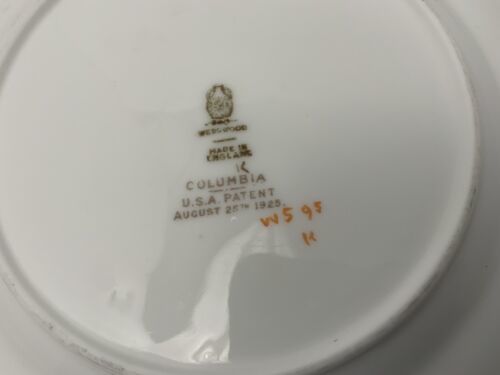 WEDGWOOD
MADE IN
ENGLAND
K
COLUMBIA
U.S.A. PATENT
AUGUST 25TH 1925.
W595
K